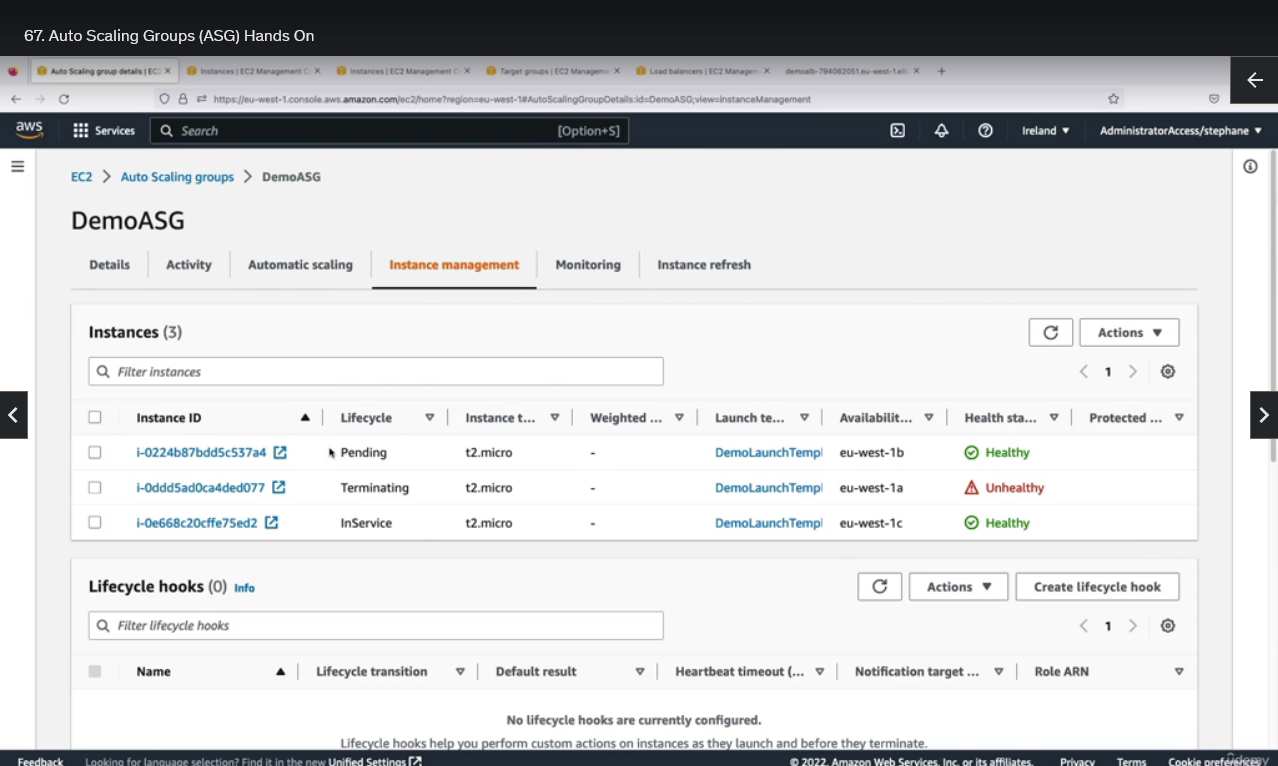 67. Auto Scaling Groups (ASG) Hands On
Auto Scaling group details | EC2 Instances | EC2 Management C Instances | EC2 Management C Target groups | EC2 Managemen Load balancers | EC2 Managem demoalb-794062051.eu-west-1.elb
https://eu-west-1.console.aws.amazon.com/ec2/home?region=eu-west-1#AutoScalingGroupDetails:id=DemoASG;view=instanceManagement
aws Services Search [Option+S] Ireland AdministratorAccess/stephane
EC2 > Auto Scaling groups > DemoASG
DemoASG
Details Activity Automatic scaling Instance management Monitoring Instance refresh
Instances (3) Actions
Filter instances 1
Instance ID Lifecycle Instance t... Weighted ... Launch te... Availabilit... Health sta... Protected ...
i-0224b87bdd5c537a4 Pending t2.micro - DemoLaunchTempl eu-west-1b Healthy
i-0ddd5ad0ca4ded077 Terminating t2.micro - DemoLaunchTempl eu-west-1a Unhealthy
i-0e668c20cffe75ed2 InService t2.micro - DemoLaunchTempl eu-west-1c Healthy
Lifecycle hooks (0) Info Actions Create lifecycle hook
Filter lifecycle hooks 1
Name Lifecycle transition Default result Heartbeat timeout (... Notification target ... Role ARN
No lifecycle hooks are currently configured.
Lifecycle hooks help you perform custom actions on instances as they launch and before they terminate.
Feedback Looking for language selection? Find it in the new Unified Settings © 2022, Amazon Web Services, Inc. or its affiliates. Privacy Terms Cookie preferences
ûdemy